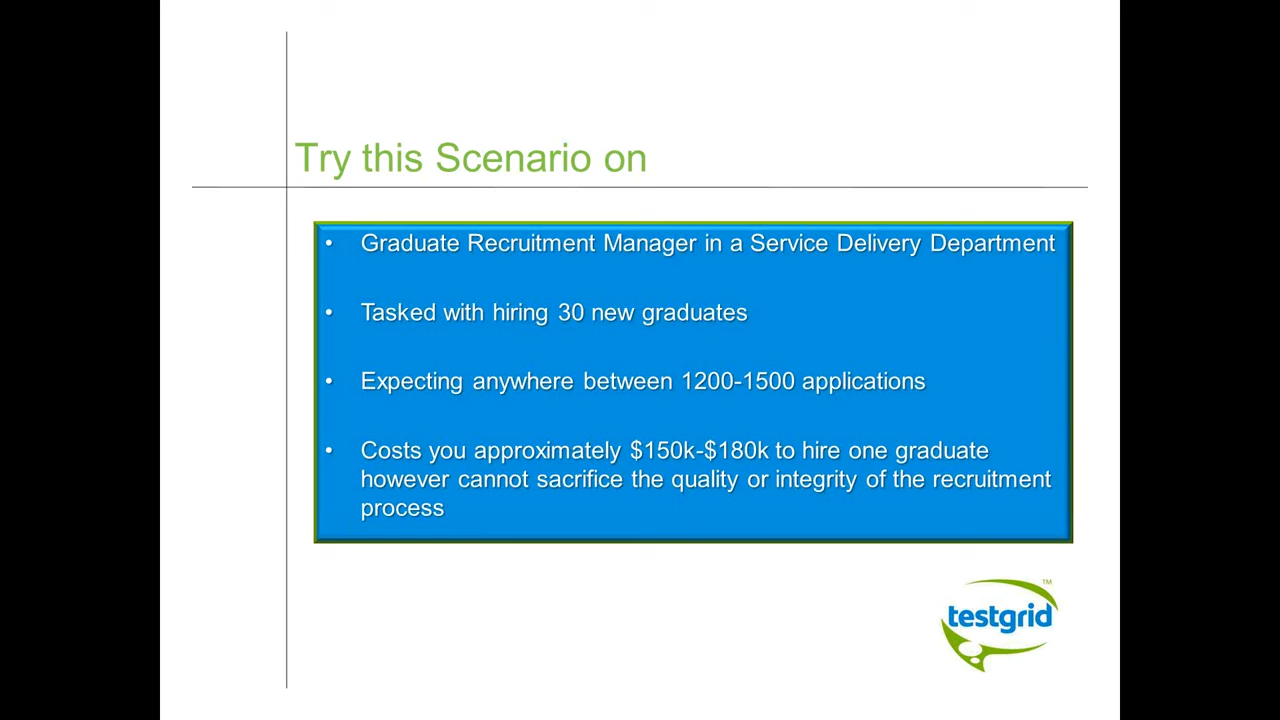 Try this Scenario on
• Graduate Recruitment Manager in a Service Delivery Department
• Tasked with hiring 30 new graduates
• Expecting anywhere between 1200-1500 applications
• Costs you approximately $150k-$180k to hire one graduate
however cannot sacrifice the quality or integrity of the recruitment
process
testgrid™